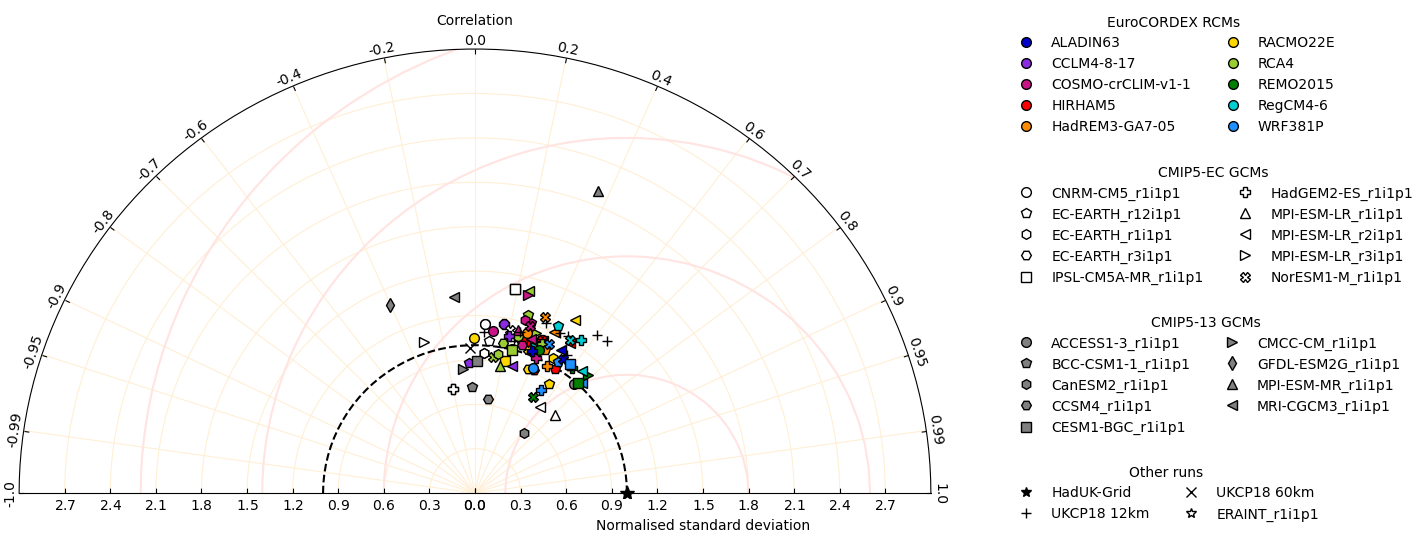 Correlation
-1.0
-0.99
-0.95
-0.9
-0.8
-0.7
-0.6
-0.4
-0.2
0.0
0.2
0.4
0.6
0.7
0.8
0.9
0.95
0.99
1.0
2.7 2.4 2.1 1.8 1.5 1.2 0.9 0.6 0.3 0.0 0.3 0.6 0.9 1.2 1.5 1.8 2.1 2.4 2.7
Normalised standard deviation
EuroCORDEX RCMs
ALADIN63 RACMO22E
CCLM4-8-17 RCA4
COSMO-crCLIM-v1-1 REMO2015
HIRHAM5 RegCM4-6
HadREM3-GA7-05 WRF381P
CMIP5-EC GCMs
CNRM-CM5_r1i1p1 HadGEM2-ES_r1i1p1
EC-EARTH_r12i1p1 MPI-ESM-LR_r1i1p1
EC-EARTH_r1i1p1 MPI-ESM-LR_r2i1p1
EC-EARTH_r3i1p1 MPI-ESM-LR_r3i1p1
IPSL-CM5A-MR_r1i1p1 NorESM1-M_r1i1p1
CMIP5-13 GCMs
ACCESS1-3_r1i1p1 CMCC-CM_r1i1p1
BCC-CSM1-1_r1i1p1 GFDL-ESM2G_r1i1p1
CanESM2_r1i1p1 MPI-ESM-MR_r1i1p1
CCSM4_r1i1p1 MRI-CGCM3_r1i1p1
CESM1-BGC_r1i1p1
Other runs
HadUK-Grid UKCP18 60km
UKCP18 12km ERAINT_r1i1p1